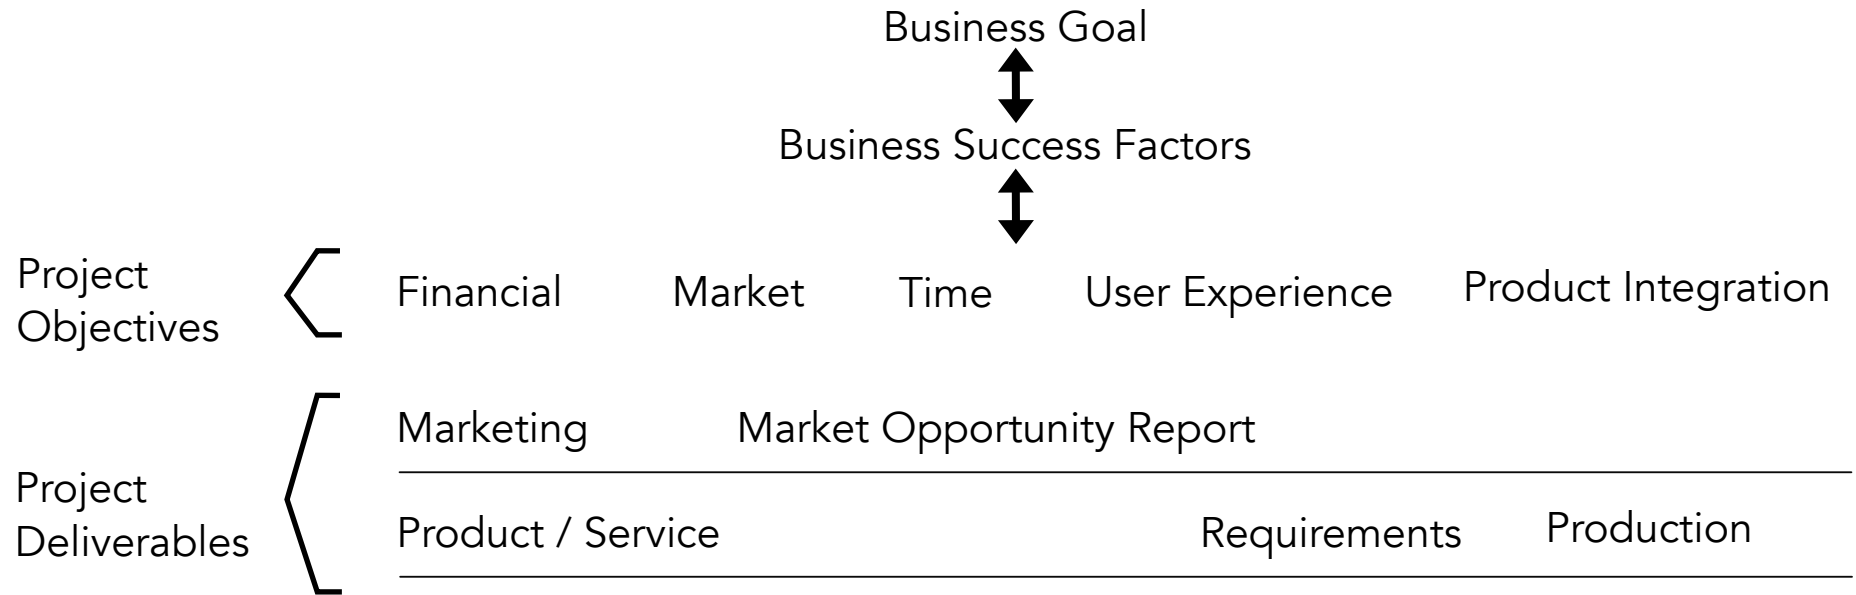 Business Goal
Business Success Factors
Project
Objectives
Financial Market Time User Experience Product Integration
Project
Deliverables
Marketing Market Opportunity Report
Product / Service Requirements Production